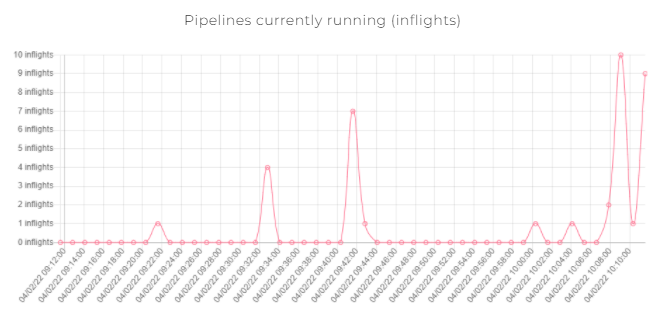 Pipelines currently running (inflights)
10 inflights
9 inflights
8 inflights
7 inflights
6 inflights
5 inflights
4 inflights
3 inflights
2 inflights
1 inflights
0 inflights
04/02/22 09:12:00
04/02/22 09:14:00
04/02/22 09:16:00
04/02/22 09:18:00
04/02/22 09:20:00
04/02/22 09:22:00
04/02/22 09:24:00
04/02/22 09:26:00
04/02/22 09:28:00
04/02/22 09:30:00
04/02/22 09:32:00
04/02/22 09:34:00
04/02/22 09:36:00
04/02/22 09:38:00
04/02/22 09:40:00
04/02/22 09:42:00
04/02/22 09:44:00
04/02/22 09:46:00
04/02/22 09:48:00
04/02/22 09:50:00
04/02/22 09:52:00
04/02/22 09:54:00
04/02/22 09:56:00
04/02/22 09:58:00
04/02/22 10:00:00
04/02/22 10:02:00
04/02/22 10:04:00
04/02/22 10:06:00
04/02/22 10:08:00
04/02/22 10:10:00